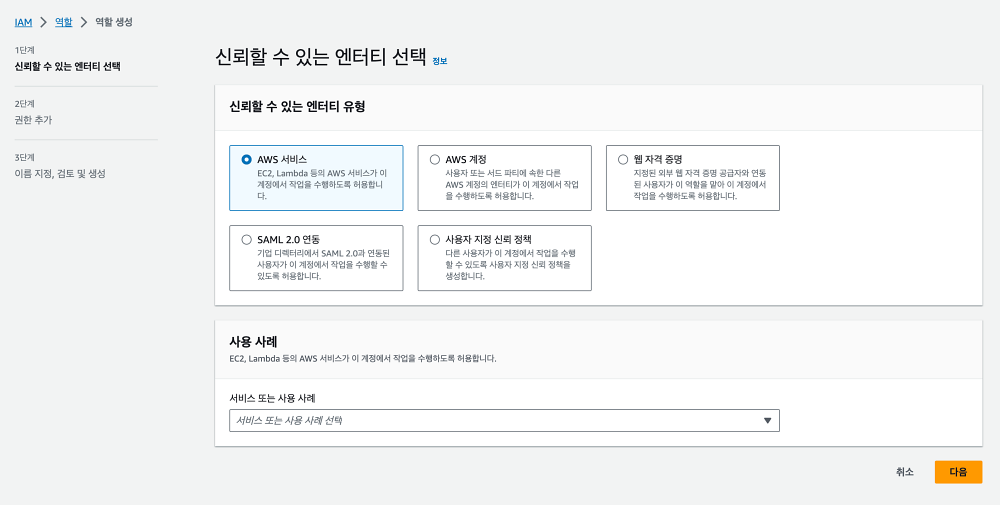 IAM > 역할 > 역할 생성
1단계
신뢰할 수 있는 엔터티 선택
2단계
권한 추가
3단계
이름 지정, 검토 및 생성
신뢰할 수 있는 엔터티 선택 정보
신뢰할 수 있는 엔터티 유형
AWS 서비스
EC2, Lambda 등의 AWS 서비스가 이
계정에서 작업을 수행하도록 허용합니
다.
AWS 계정
사용자 또는 서드 파티에 속한 다른
AWS 계정의 엔터티가 이 계정에서 작업
을 수행하도록 허용합니다.
웹 자격 증명
지정된 외부 웹 자격 증명 공급자와 연동
된 사용자가 이 역할을 맡아 이 계정에서
작업을 수행하도록 허용합니다.
SAML 2.0 연동
기업 디렉터리에서 SAML 2.0과 연동된
사용자가 이 계정에서 작업을 수행할 수
있도록 허용합니다.
사용자 지정 신뢰 정책
다른 사용자가 이 계정에서 작업을 수행
할 수 있도록 사용자 지정 신뢰 정책을
생성합니다.
사용 사례
EC2, Lambda 등의 AWS 서비스가 이 계정에서 작업을 수행하도록 허용합니다.
서비스 또는 사용 사례
서비스 또는 사용 사례 선택
취소
다음